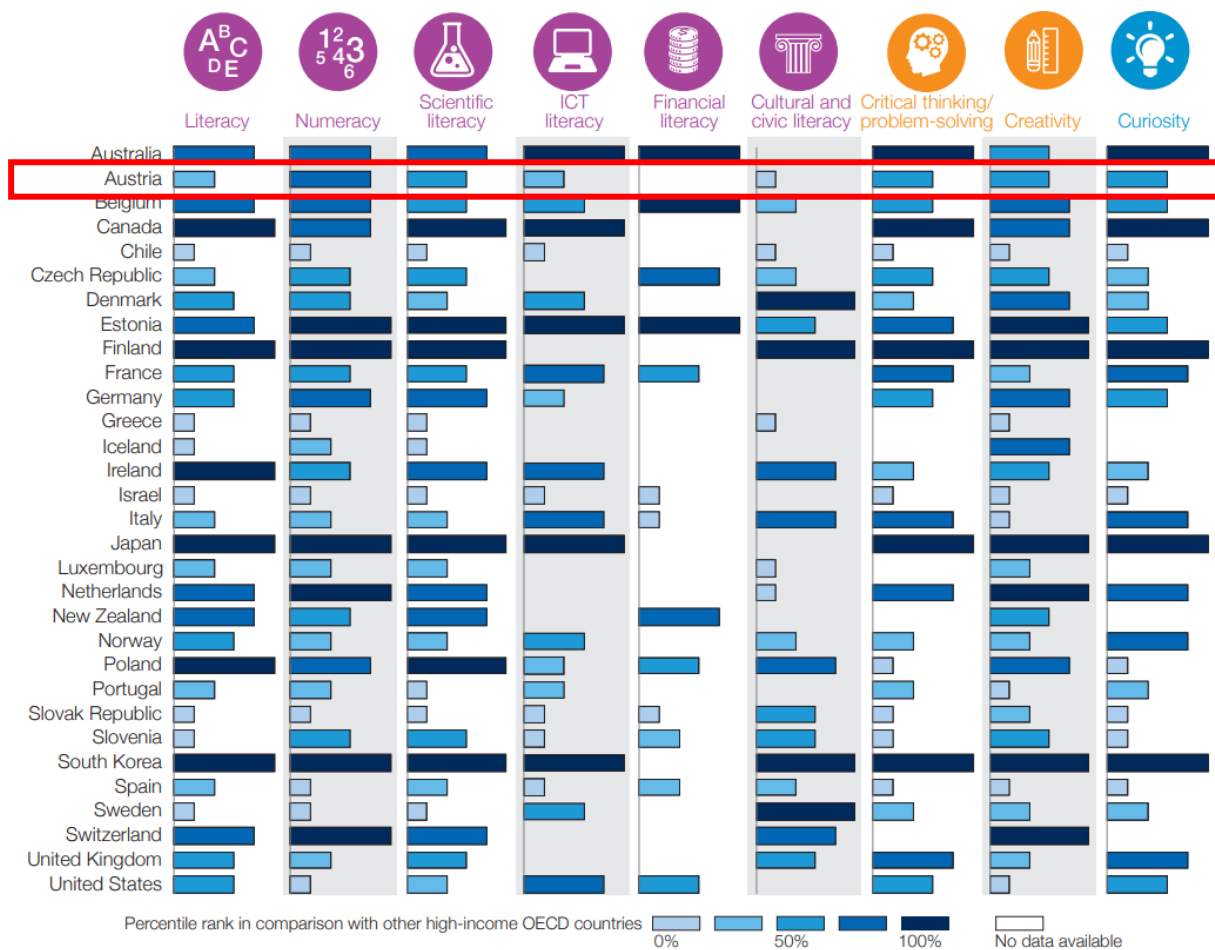 A B C D E
1 2 3 4 5 6
Literacy
Numeracy
Scientific
literacy
ICT
literacy
Financial
literacy
Cultural and
civic literacy
Critical thinking/
problem-solving
Creativity
Curiosity
Australia
Austria
Belgium
Canada
Chile
Czech Republic
Denmark
Estonia
Finland
France
Germany
Greece
Iceland
Ireland
Israel
Italy
Japan
Luxembourg
Netherlands
New Zealand
Norway
Poland
Portugal
Slovak Republic
Slovenia
South Korea
Spain
Sweden
Switzerland
United Kingdom
United States
Percentile rank in comparison with other high-income OECD countries
0% 50% 100%
No data available